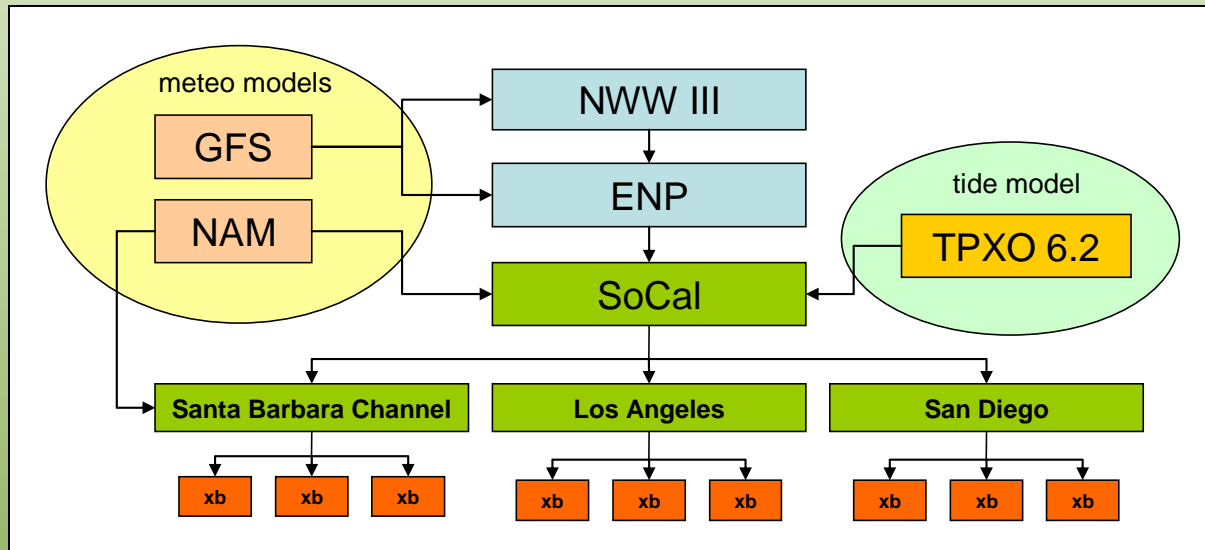 meteo models
GFS
NAM
NWW III
ENP
SoCal
tide model
TPXO 6.2
Santa Barbara Channel
Los Angeles
San Diego
xb
xb
xb
xb
xb
xb
xb
xb
xb